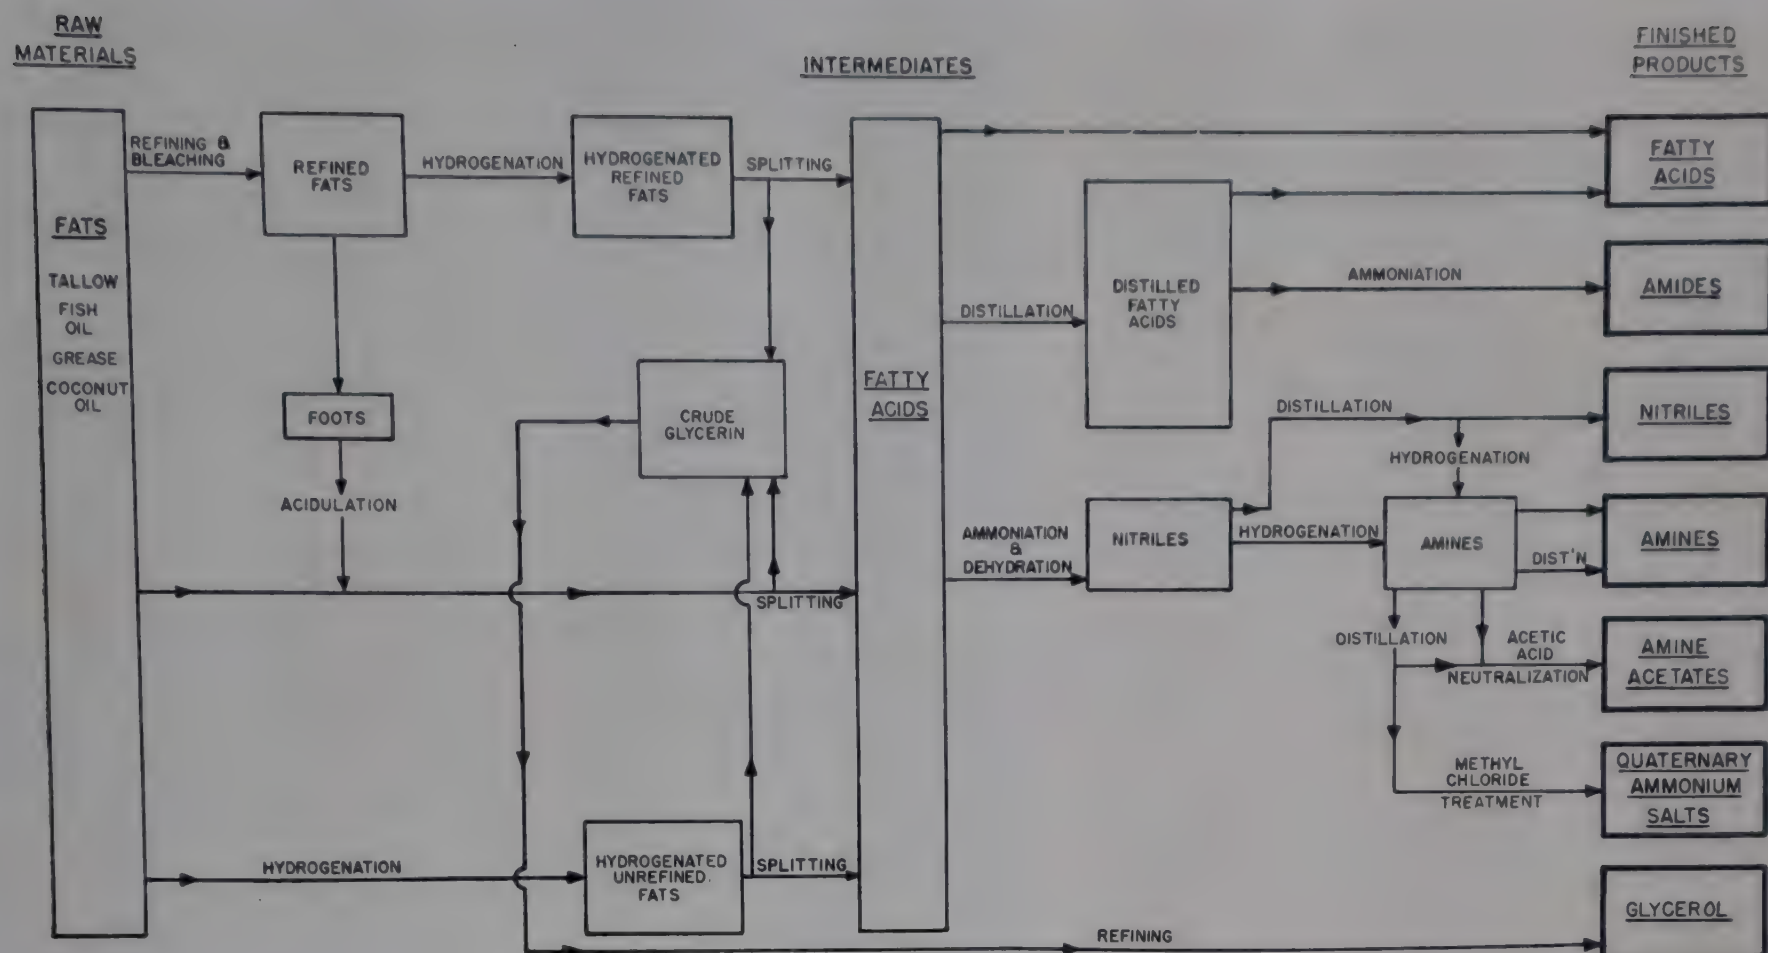 RAW
MATERIALS
INTERMEDIATES
FINISHED
PRODUCTS
FATS
TALLOW
FISH
OIL
GREASE
COCONUT
OIL
REFINING &
BLEACHING
REFINED
FATS
HYDROGENATION
HYDROGENATED
REFINED
FATS
SPLITTING
FOOTS
ACIDULATION
CRUDE
GLYCERIN
SPLITTING
HYDROGENATION
HYDROGENATED
UNREFINED.
FATS
SPLITTING
FATTY
ACIDS
DISTILLATION
DISTILLED
FATTY
ACIDS
AMMONIATION
&
DEHYDRATION
NITRILES
DISTILLATION
HYDROGENATION
HYDROGENATION
AMINES
DIST'N
DISTILLATION
ACETIC
ACID
NEUTRALIZATION
METHYL
CHLORIDE
TREATMENT
REFINING
AMMONIATION
FATTY
ACIDS
AMIDES
NITRILES
AMINES
AMINE
ACETATES
QUATERNARY
AMMONIUM
SALTS
GLYCEROL